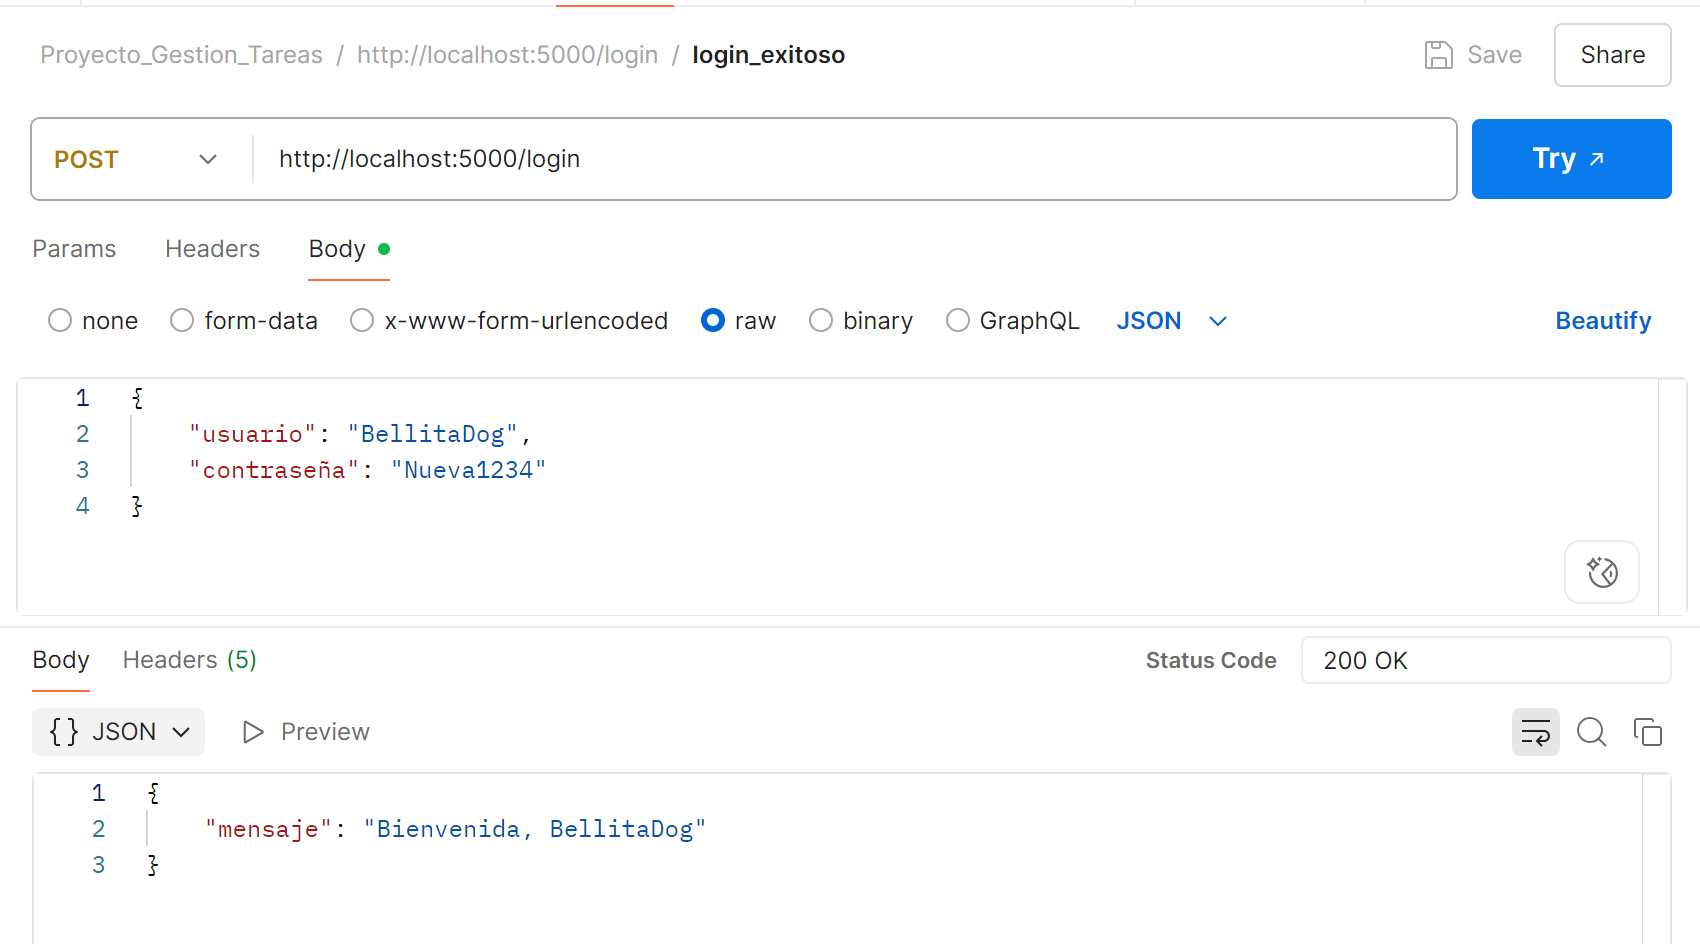 Proyecto_Gestion_Tareas / http://localhost:5000/login / login_exitoso Save Share
POST http://localhost:5000/login Try
Params Headers Body
none form-data x-www-form-urlencoded raw binary GraphQL JSON Beautify
1 {
2 "usuario": "BellitaDog",
3 "contraseña": "Nueva1234"
4 }
Body Headers (5) Status Code 200 OK
{} JSON Preview
1 {
2 "mensaje": "Bienvenida, BellitaDog"
3 }